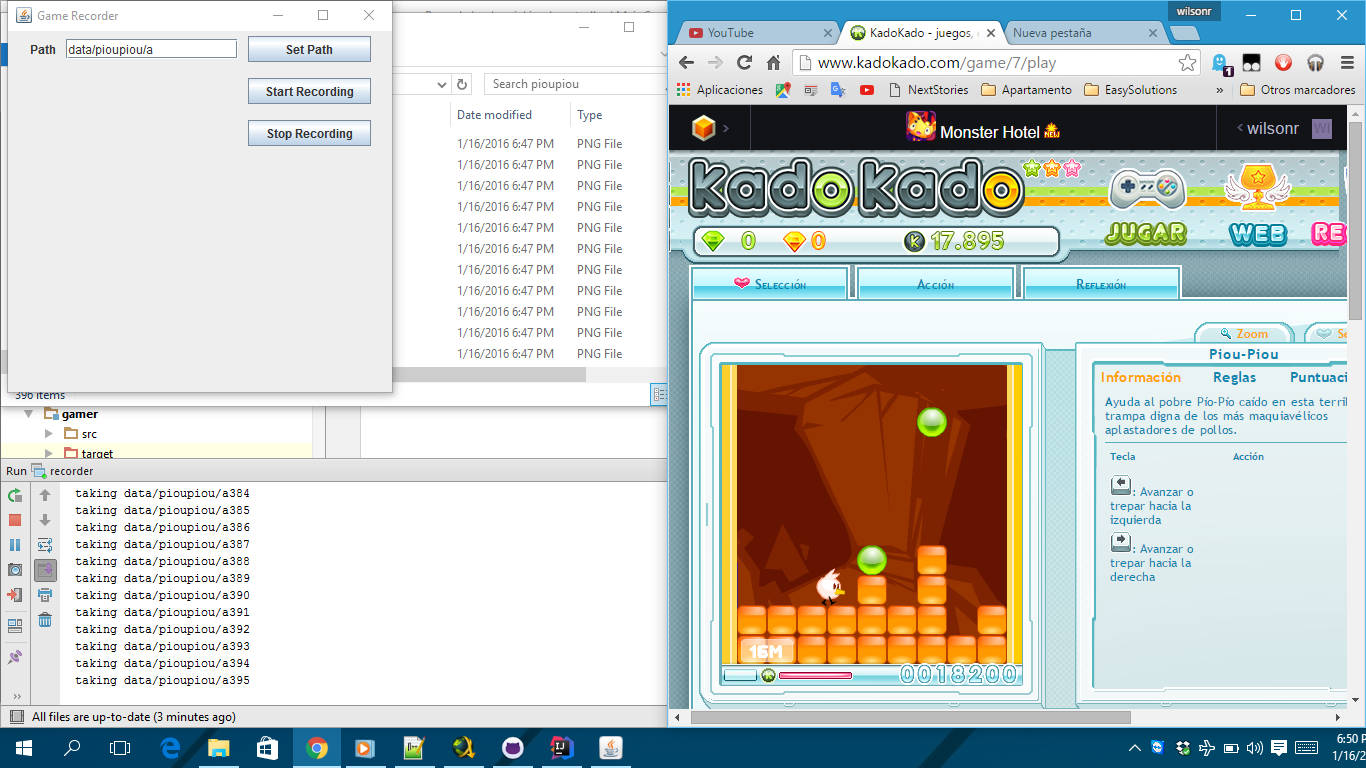 Game Recorder
Path data/pioupiou/a Set Path
Start Recording
Stop Recording
Search pioupiou
Date modified Type
1/16/2016 6:47 PM PNG File
1/16/2016 6:47 PM PNG File
1/16/2016 6:47 PM PNG File
1/16/2016 6:47 PM PNG File
1/16/2016 6:47 PM PNG File
1/16/2016 6:47 PM PNG File
1/16/2016 6:47 PM PNG File
1/16/2016 6:47 PM PNG File
1/16/2016 6:47 PM PNG File
1/16/2016 6:47 PM PNG File
1/16/2016 6:47 PM PNG File
396 items
gamer
src
target
Run recorder
taking data/pioupiou/a384
taking data/pioupiou/a385
taking data/pioupiou/a386
taking data/pioupiou/a387
taking data/pioupiou/a388
taking data/pioupiou/a389
taking data/pioupiou/a390
taking data/pioupiou/a391
taking data/pioupiou/a392
taking data/pioupiou/a393
taking data/pioupiou/a394
taking data/pioupiou/a395
All files are up-to-date (3 minutes ago)
wilsonr
YouTube KadoKado - juegos, Nueva pestaña
www.kadokado.com/game/7/play
1
Aplicaciones NextStories Apartamento EasySolutions » Otros marcadores
Monster Hotel NEW wilsonr WI
KadoKado
0 0 K 17.895
JUGAR WEB RE
Selección Acción Reflexión
Zoom Se
Piou-Piou
Información Reglas Puntuaci
Ayuda al pobre Pío-Pío caído en esta terrib
trampa digna de los más maquiavélicos
aplastadores de pollos.
Tecla Acción
: Avanzar o
trepar hacia la
izquierda
: Avanzar o
trepar hacia la
derecha
16M
0018200
6:50 P
1/16/2